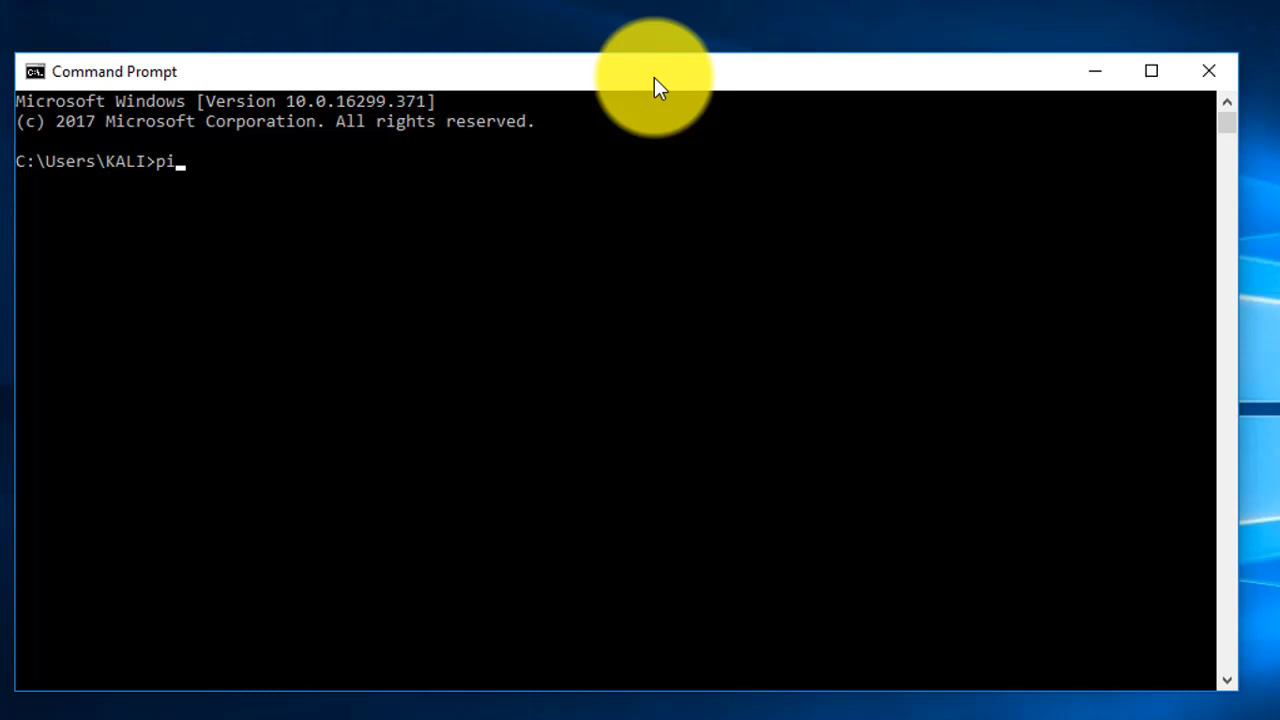 Command Prompt
Microsoft Windows [Version 10.0.16299.371]
(c) 2017 Microsoft Corporation. All rights reserved.
C:\Users\KALI>pi